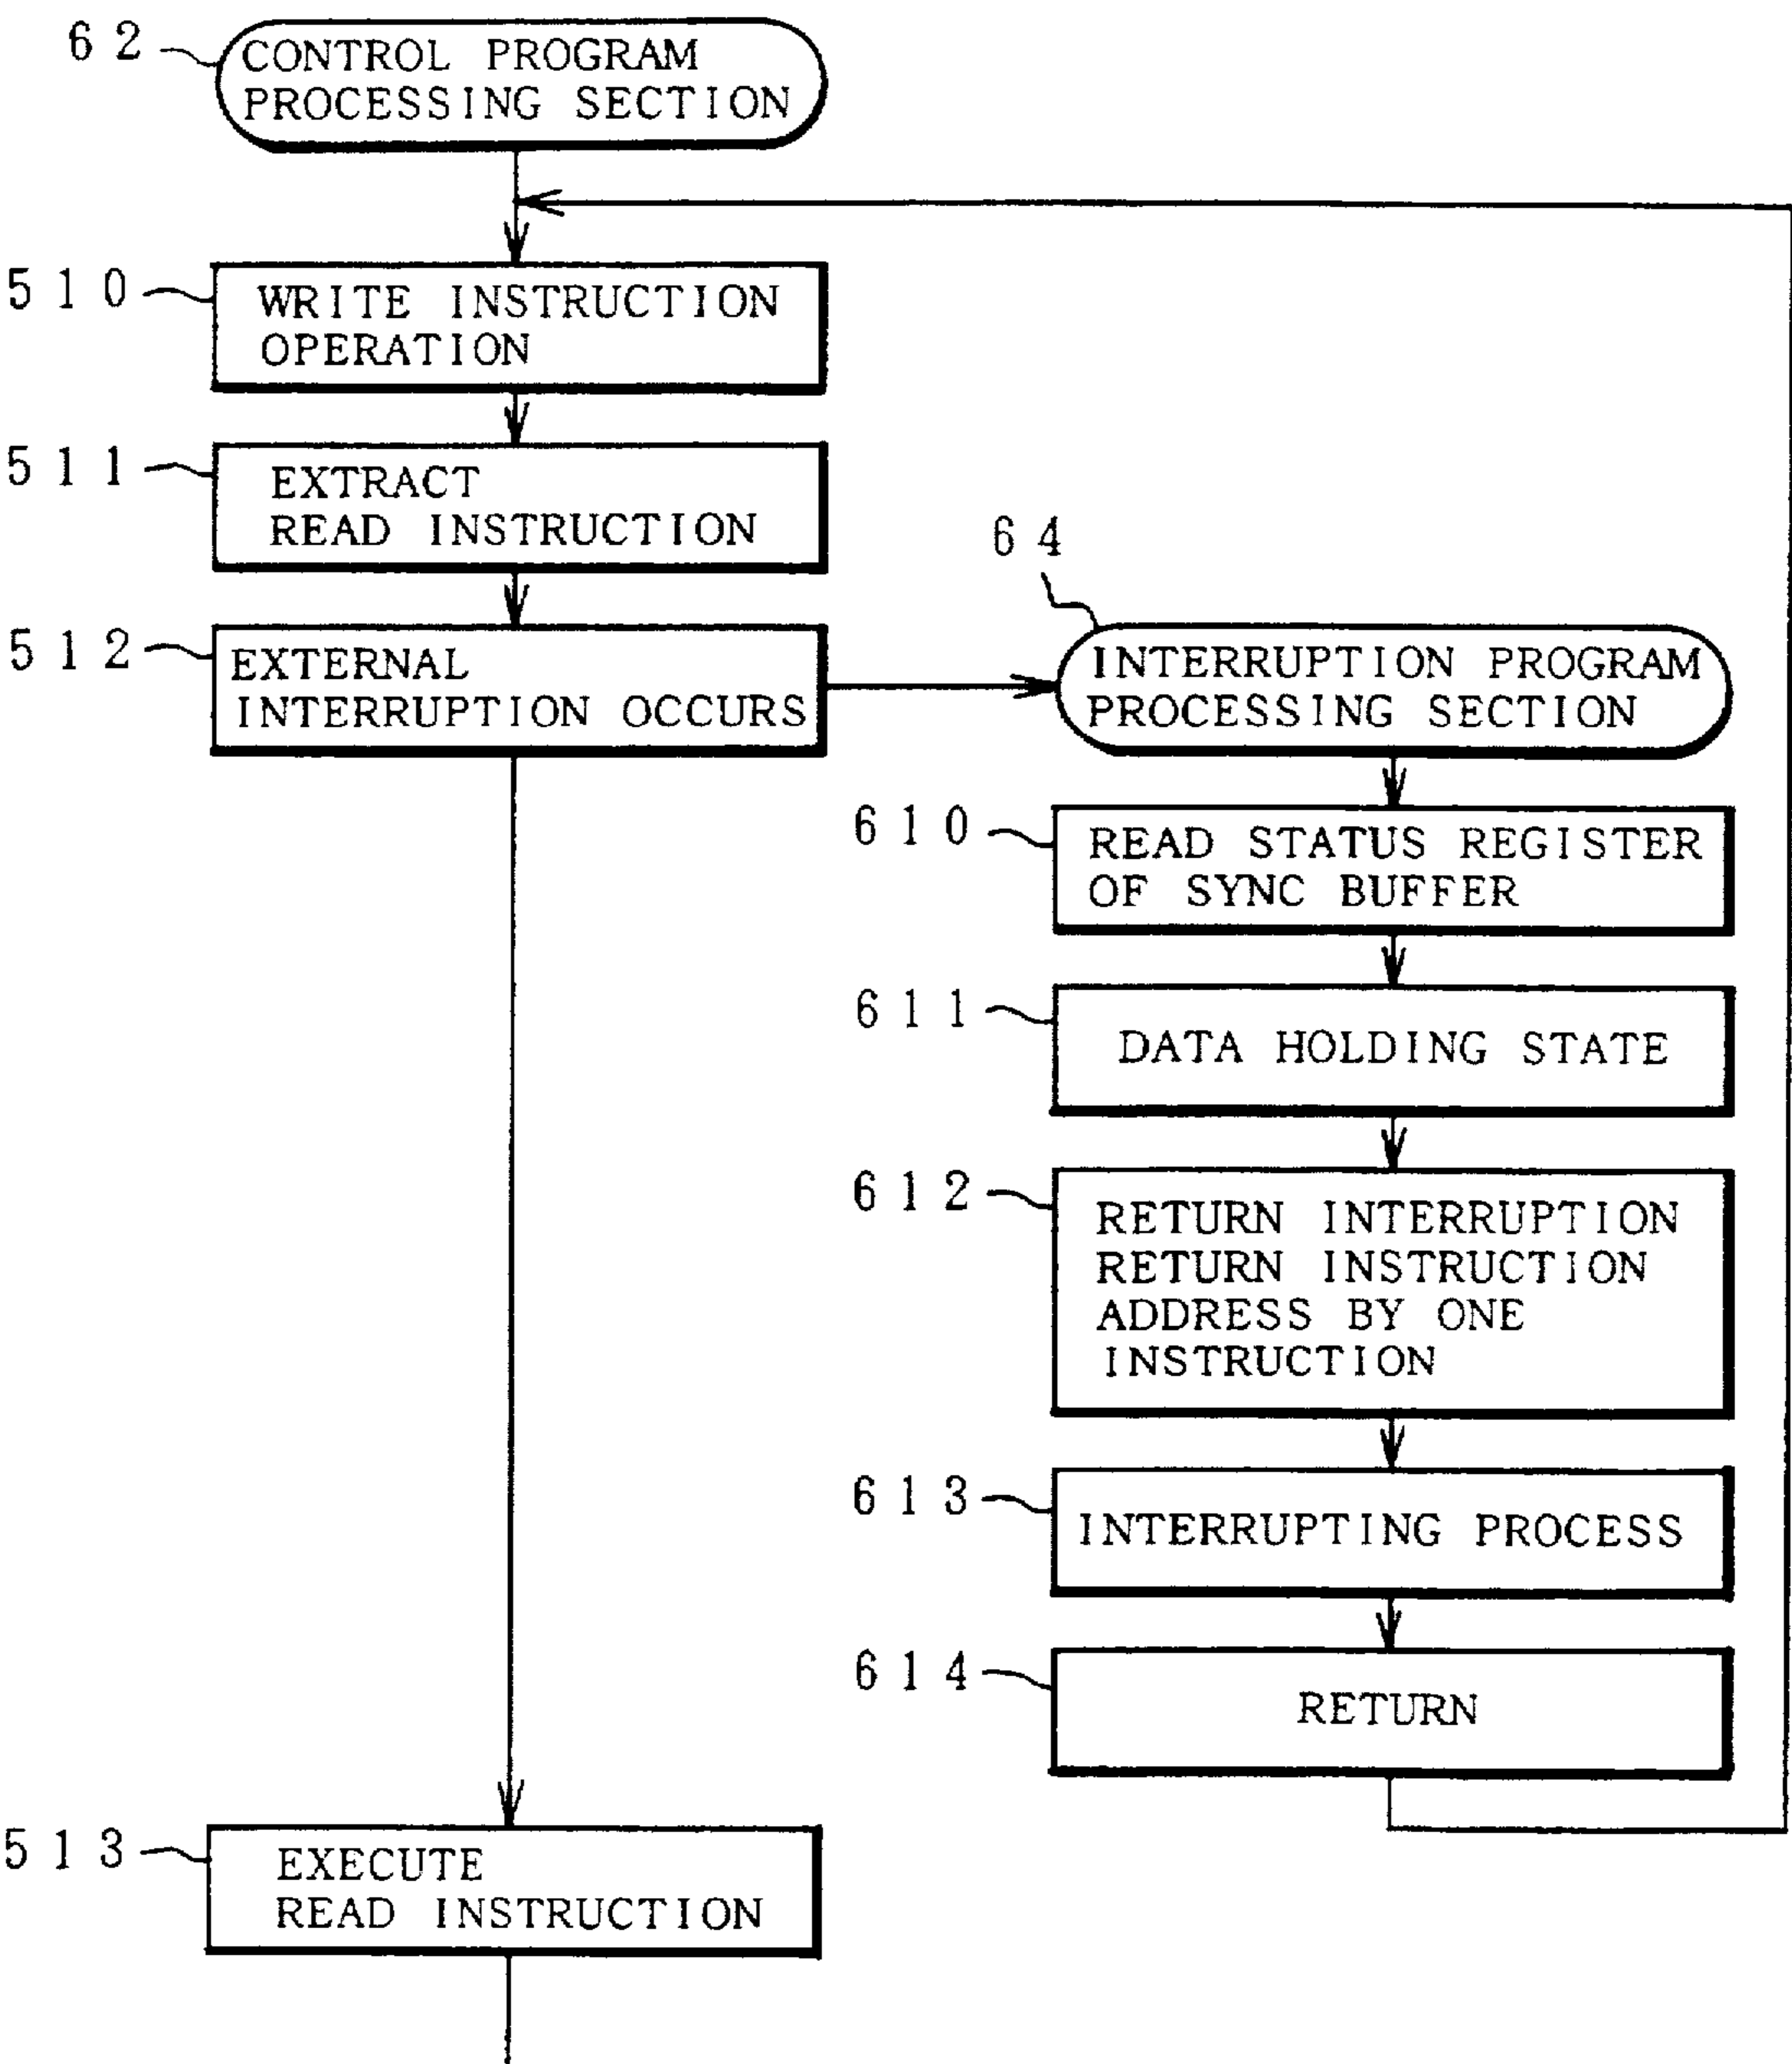 62
CONTROL PROGRAM
PROCESSING SECTION
510
WRITE INSTRUCTION
OPERATION
511
EXTRACT
READ INSTRUCTION
512
EXTERNAL
INTERRUPTION OCCURS
64
INTERRUPTION PROGRAM
PROCESSING SECTION
610
READ STATUS REGISTER
OF SYNC BUFFER
611
DATA HOLDING STATE
612
RETURN INTERRUPTION
RETURN INSTRUCTION
ADDRESS BY ONE
INSTRUCTION
613
INTERRUPTING PROCESS
614
RETURN
513
EXECUTE
READ INSTRUCTION